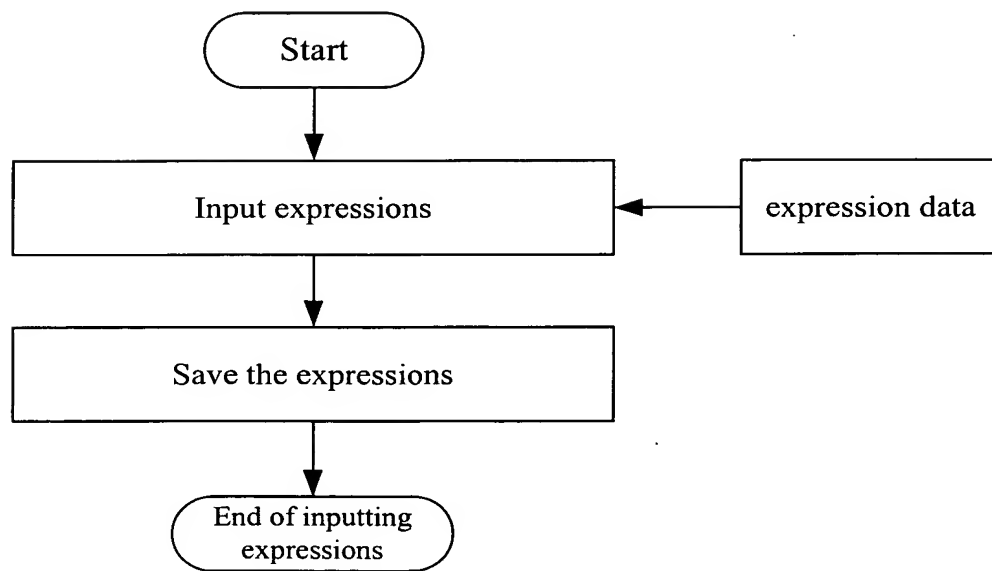 Start
Input expressions
expression data
Save the expressions
End of inputting
expressions